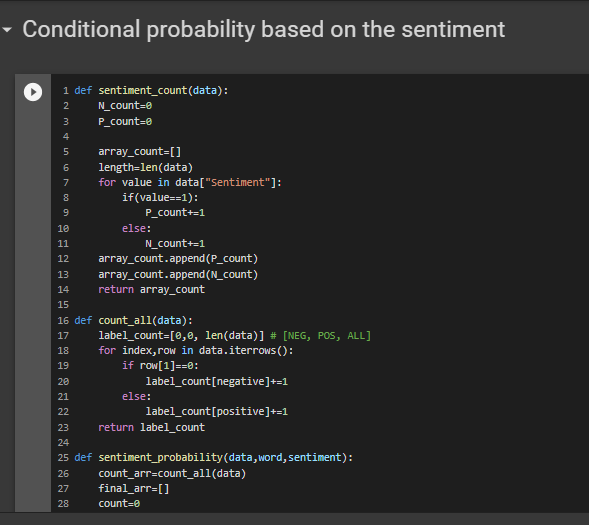 Conditional probability based on the sentiment
1 def sentiment_count(data):
2     N_count=0
3     P_count=0
4
5     array_count=[]
6     length=len(data)
7     for value in data["Sentiment"]:
8         if(value==1):
9             P_count+=1
10         else:
11             N_count+=1
12     array_count.append(P_count)
13     array_count.append(N_count)
14     return array_count
15
16 def count_all(data):
17     label_count=[0,0, len(data)] # [NEG, POS, ALL]
18     for index,row in data.iterrows():
19         if row[1]==0:
20             label_count[negative]+=1
21         else:
22             label_count[positive]+=1
23     return label_count
24
25 def sentiment_probability(data,word,sentiment):
26     count_arr=count_all(data)
27     final_arr=[]
28     count=0